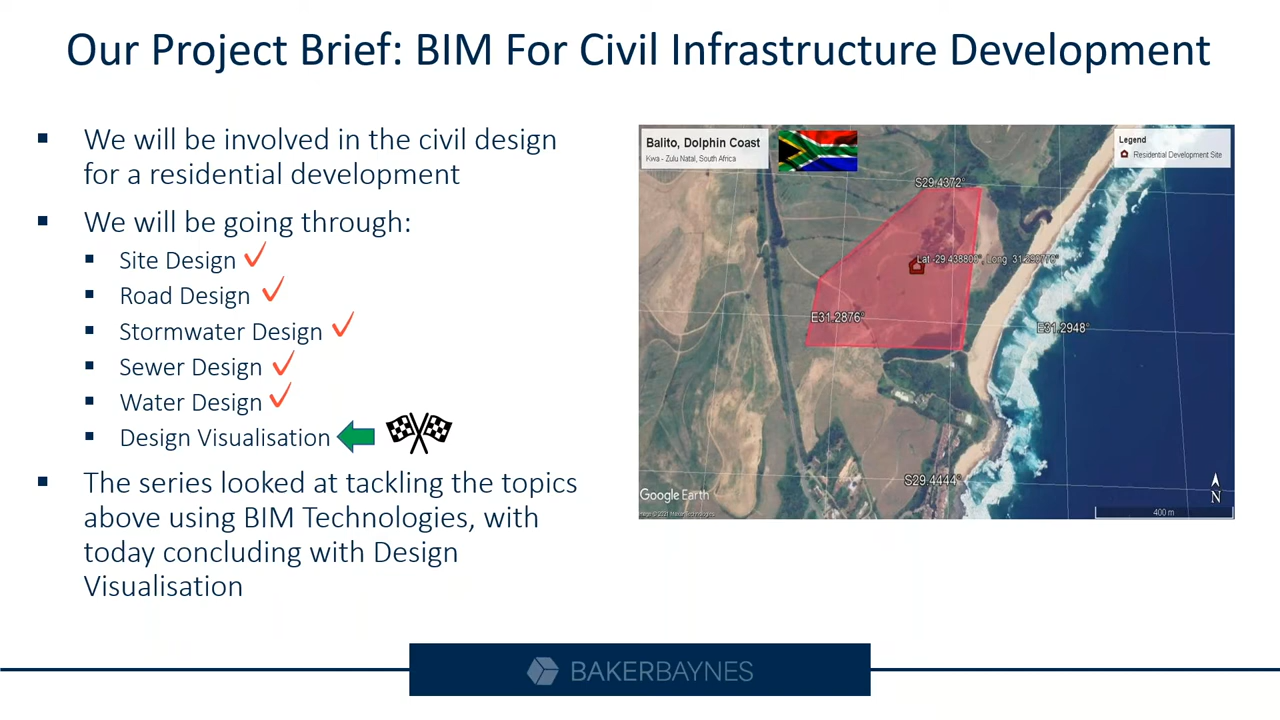 Our Project Brief: BIM For Civil Infrastructure Development
We will be involved in the civil design
for a residential development
We will be going through:
Site Design
Road Design
Stormwater Design
Sewer Design
Water Design
Design Visualisation
The series looked at tackling the topics
above using BIM Technologies, with
today concluding with Design
Visualisation
Balito, Dolphin Coast
Kwa - Zulu Natal, South Africa
Legend
Residential Development Site
S29.4372°
Lat -29.438800°, Long
E31.2876°
E31.2948°
S29.4444°
Google Earth
N
400 m
BAKERBAYNES